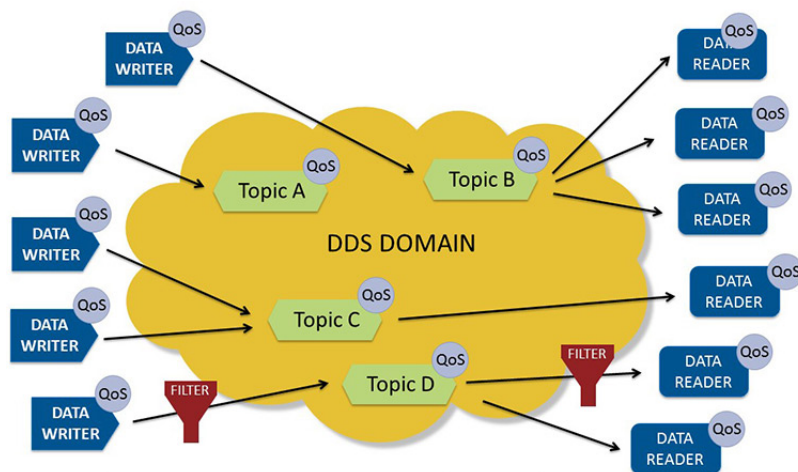 QoS
DATA
WRITER
QoS
DATA
READER
QoS
DATA
WRITER
QoS
DATA
READER
QoS
Topic A
QoS
Topic B
QoS
DATA
READER
QoS
DATA
WRITER
DDS DOMAIN
QoS
DATA
READER
QoS
DATA
WRITER
QoS
Topic C
QoS
DATA
WRITER
FILTER
QoS
Topic D
FILTER
QoS
DATA
READER
QoS
DATA
READER